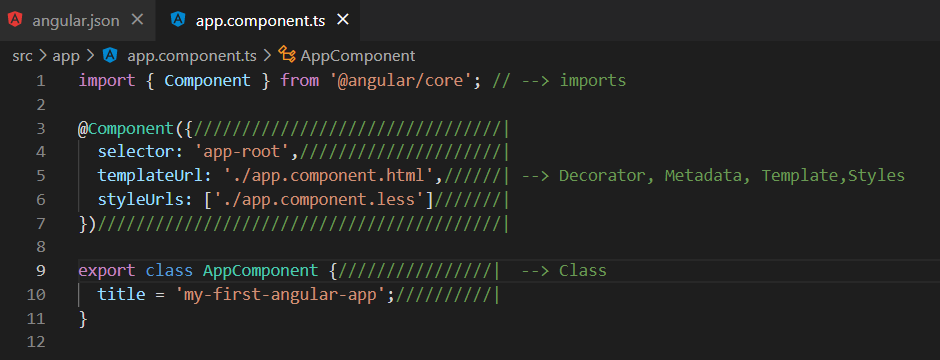 angular.json × app.component.ts ×
src > app > app.component.ts > AppComponent
1 import { Component } from '@angular/core'; // --> imports
2
3 @Component({////////////////////////////////|
4 selector: 'app-root',/////////////////////|
5 templateUrl: './app.component.html',//////| --> Decorator, Metadata, Template,Styles
6 styleUrls: ['./app.component.less']///////|
7 })//////////////////////////////////////////|
8
9 export class AppComponent {////////////////| --> Class
10 title = 'my-first-angular-app';//////////|
11 }
12